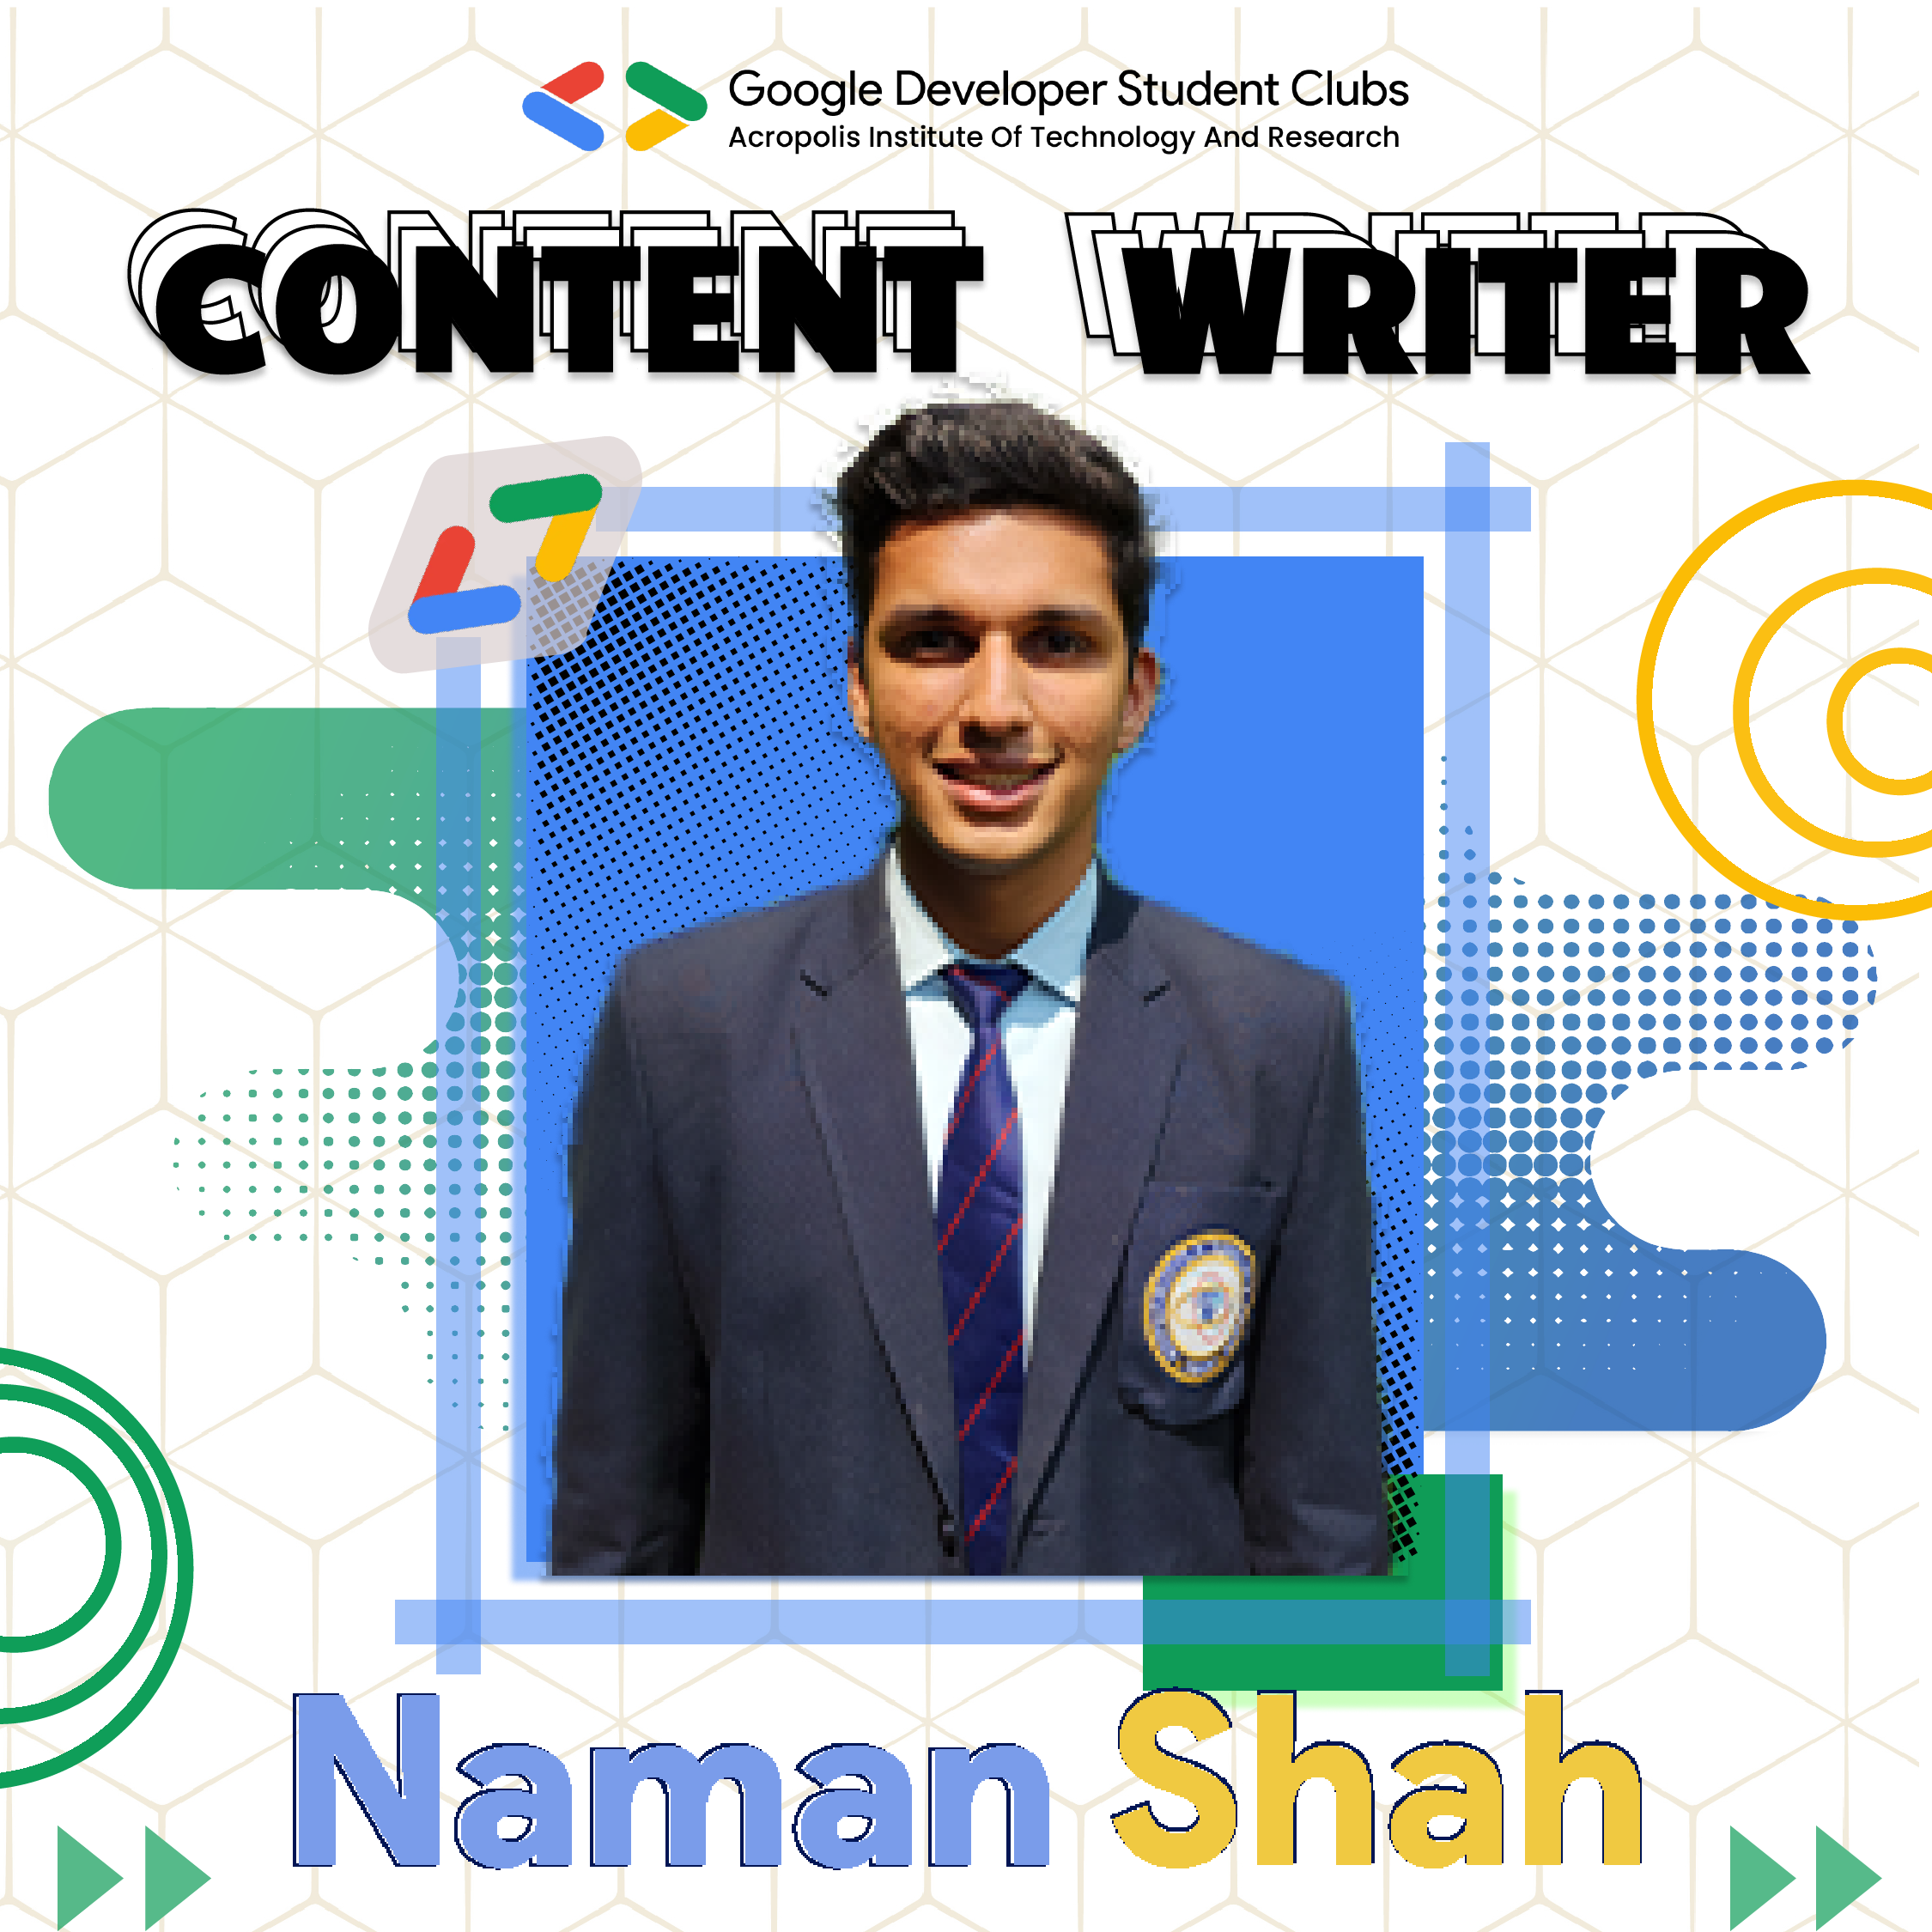 Google Developer Student Clubs
Acropolis Institute Of Technology And Research
CONTENT WRITER
Naman Shah